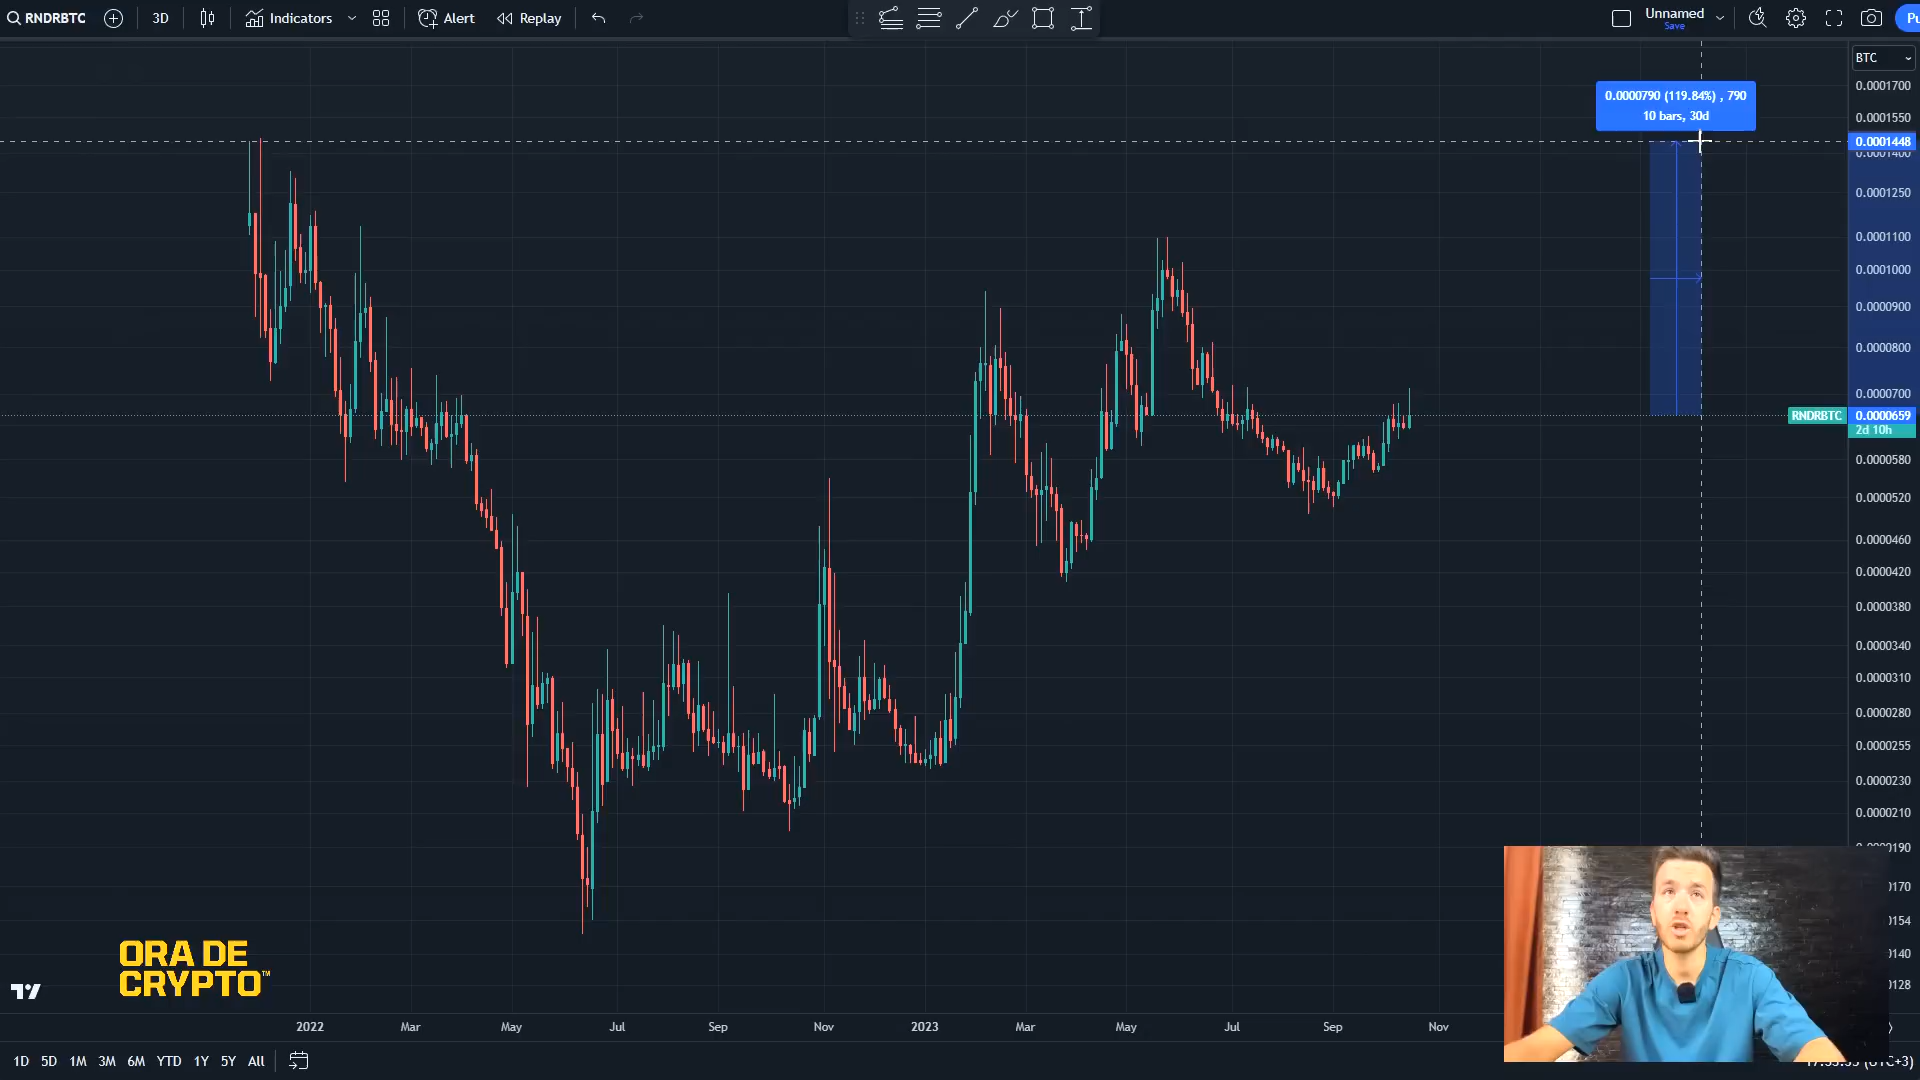 RNDRBTC 3D Indicators Alert Replay Unnamed
Save
BTC
0.0001700
0.0000790 (119.84%) , 790
10 bars, 30d
0.0001550
0.0001448
0.0001400
0.0001250
0.0001100
0.0001000
0.0000900
0.0000800
0.0000700
RNDRBTC 0.0000659
2d 10h
0.0000580
0.0000520
0.0000460
0.0000420
0.0000380
0.0000340
0.0000310
0.0000280
0.0000255
0.0000230
0.0000210
ORA DE
CRYPTO™
2022 Mar May Jul Sep Nov 2023 Mar May Jul Sep Nov
1D 5D 1M 3M 6M YTD 1Y 5Y All